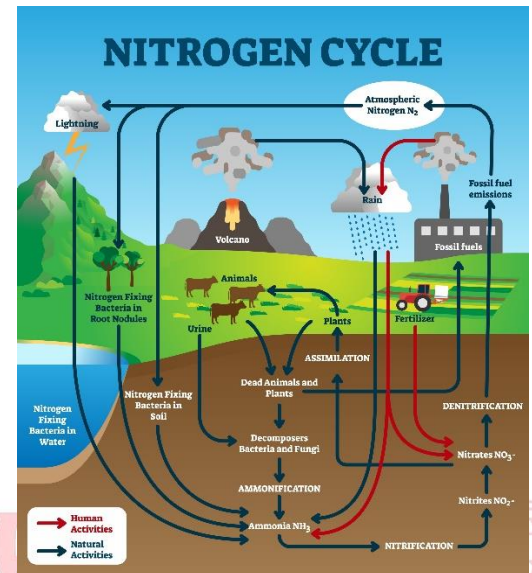 NITROGEN CYCLE
Atmospheric
Nitrogen N₂
Lightning
Fossil fuel
emissions
Rain
Volcano
Fossil fuels
Animals
Nitrogen Fixing
Bacteria in
Root Nodules
Urine
Plants
Fertilizer
ASSIMILATION
Dead Animals and
Plants
Nitrogen Fixing
Bacteria in
Soil
Nitrogen
Fixing
Bacteria in
Water
DENITRIFICATION
Decomposers
Bacteria and Fungi
Nitrates NO₃-
AMMONIFICATION
Nitrites NO₂-
Ammonia NH₃
NITRIFICATION
Human
Activities
Natural
Activities